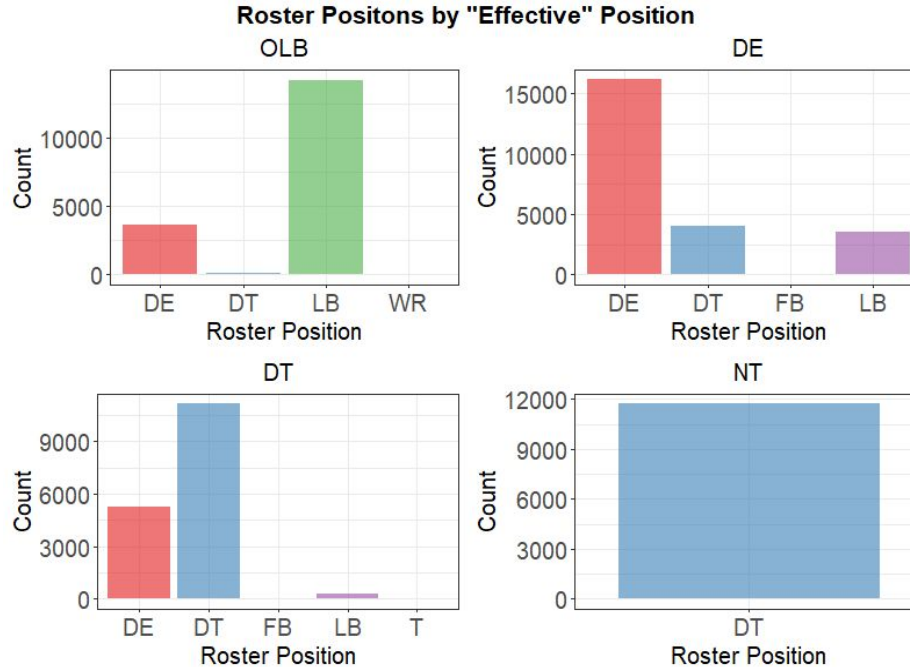 Roster Positons by "Effective" Position
OLB
Count
10000
5000
0
DE DT LB WR
Roster Position
DE
Count
15000
10000
5000
0
DE DT FB LB
Roster Position
DT
Count
9000
6000
3000
0
DE DT FB LB T
Roster Position
NT
Count
12000
9000
6000
3000
0
DT
Roster Position